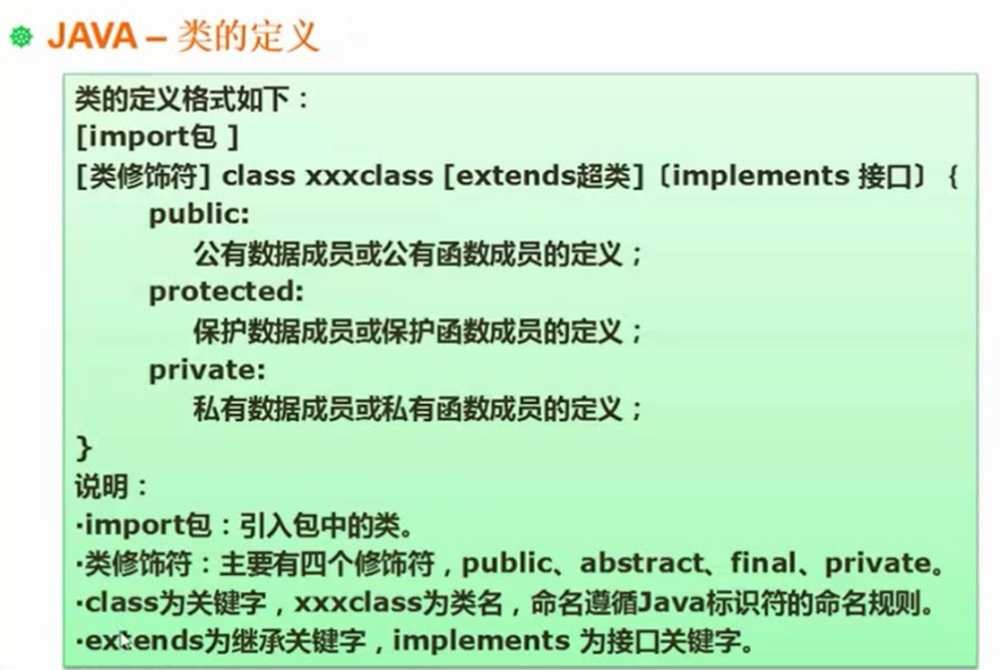 JAVA – 类的定义
类的定义格式如下：
[import包 ]
[类修饰符] class xxxclass [extends超类]〔implements 接口〕{
public:
公有数据成员或公有函数成员的定义；
protected:
保护数据成员或保护函数成员的定义；
private:
私有数据成员或私有函数成员的定义；
}
说明：
·import包：引入包中的类。
·类修饰符：主要有四个修饰符，public、abstract、final、private。
·class为关键字，xxxclass为类名，命名遵循Java标识符的命名规则。
·extends为继承关键字，implements 为接口关键字。